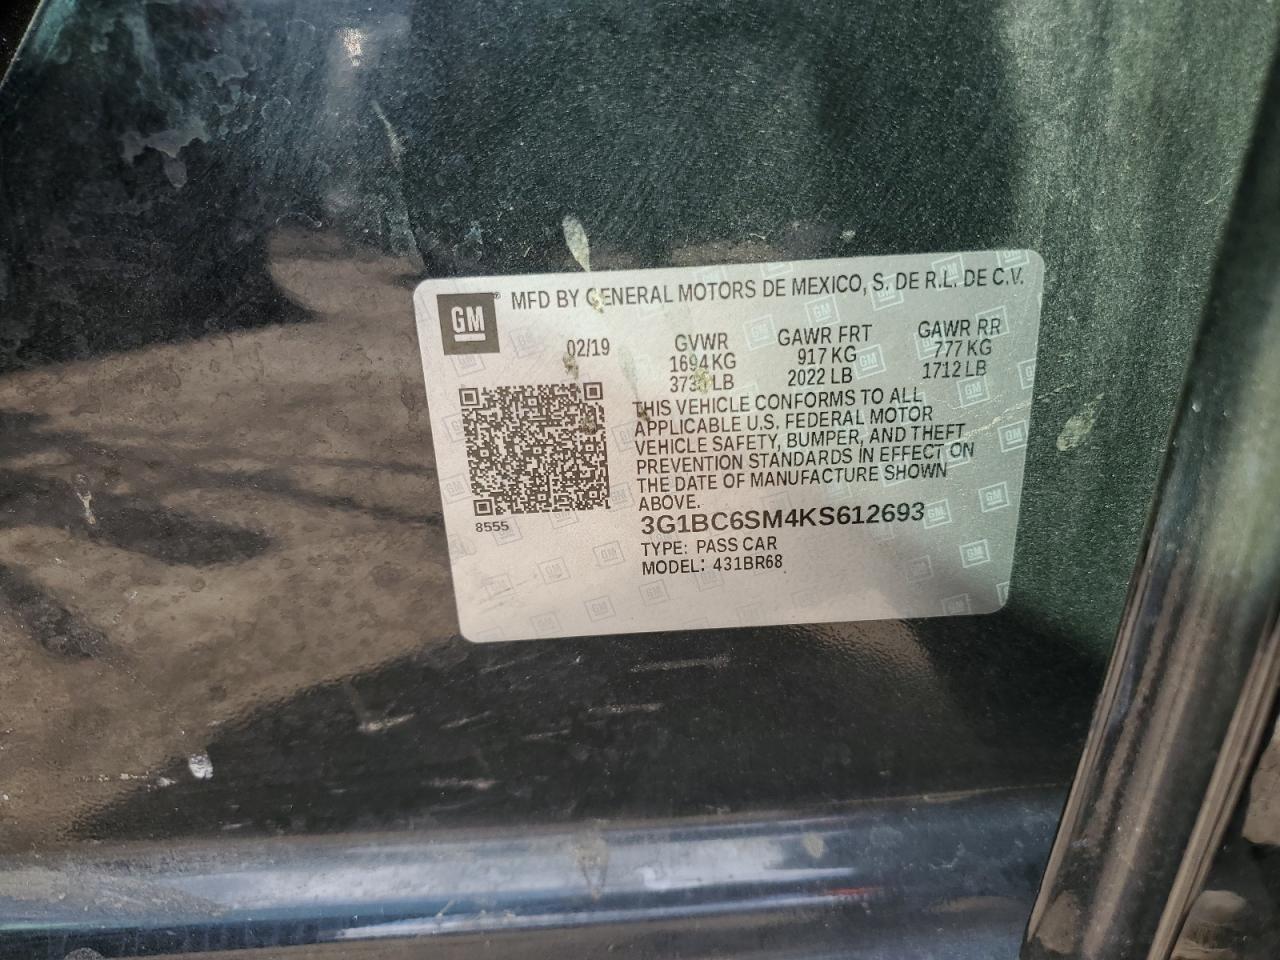 GM MFD BY GENERAL MOTORS DE MEXICO, S. DE R.L. DE C.V.
02/19 GVWR GAWR FRT GAWR RR
1694 KG 917 KG 777 KG
LB 2022 LB 1712 LB
THIS VEHICLE CONFORMS TO ALL
APPLICABLE U.S. FEDERAL MOTOR
VEHICLE SAFETY, BUMPER, AND THEFT
PREVENTION STANDARDS IN EFFECT ON
THE DATE OF MANUFACTURE SHOWN
ABOVE.
8555
3G1BC6SM4KS612693
TYPE: PASS CAR
MODEL: 431BR68